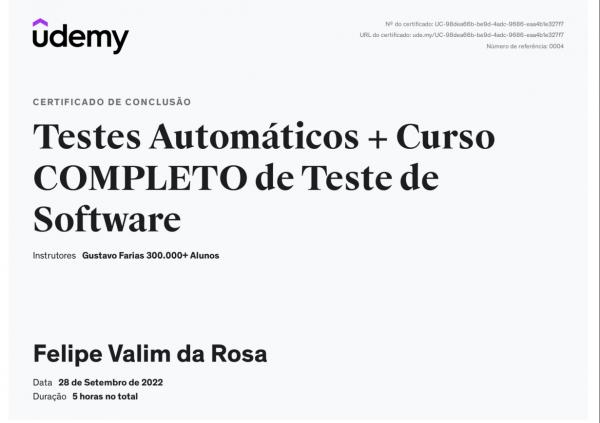 udemy
Nº do certificado: UC-98dea66b-be9d-4adc-9686-eaa4b1e327f7
URL do certificado: ude.my/UC-98dea66b-be9d-4adc-9686-eaa4b1e327f7
Número de referência: 0004
CERTIFICADO DE CONCLUSÃO
Testes Automáticos + Curso
COMPLETO de Teste de
Software
Instrutores Gustavo Farias 300.000+ Alunos
Felipe Valim da Rosa
Data 28 de Setembro de 2022
Duração 5 horas no total